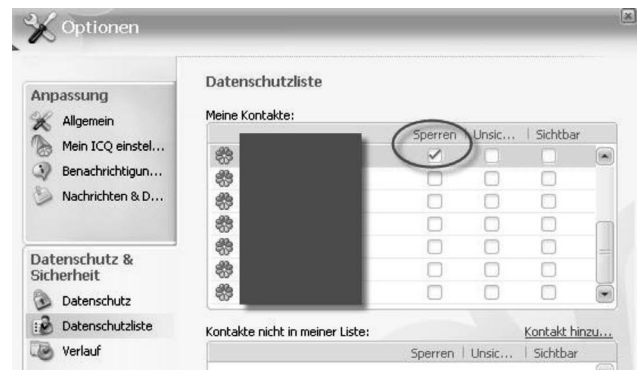 Optionen
Anpassung
Allgemein
Mein ICQ einstel...
Benachrichtigun...
Nachrichten & D...
Datenschutz &
Sicherheit
Datenschutz
Datenschutzliste
Verlauf
Datenschutzliste
Meine Kontakte:
Sperren Unsic... Sichtbar
Kontakte nicht in meiner Liste: Kontakt hinzu...
Sperren Unsic... Sichtbar